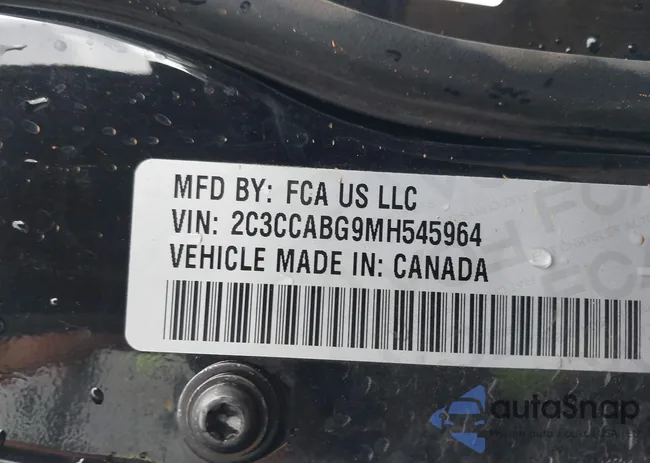 MFD BY: FCA US LLC
VIN: 2C3CCABG9MH545964
VEHICLE MADE IN: CANADA
autoSnap